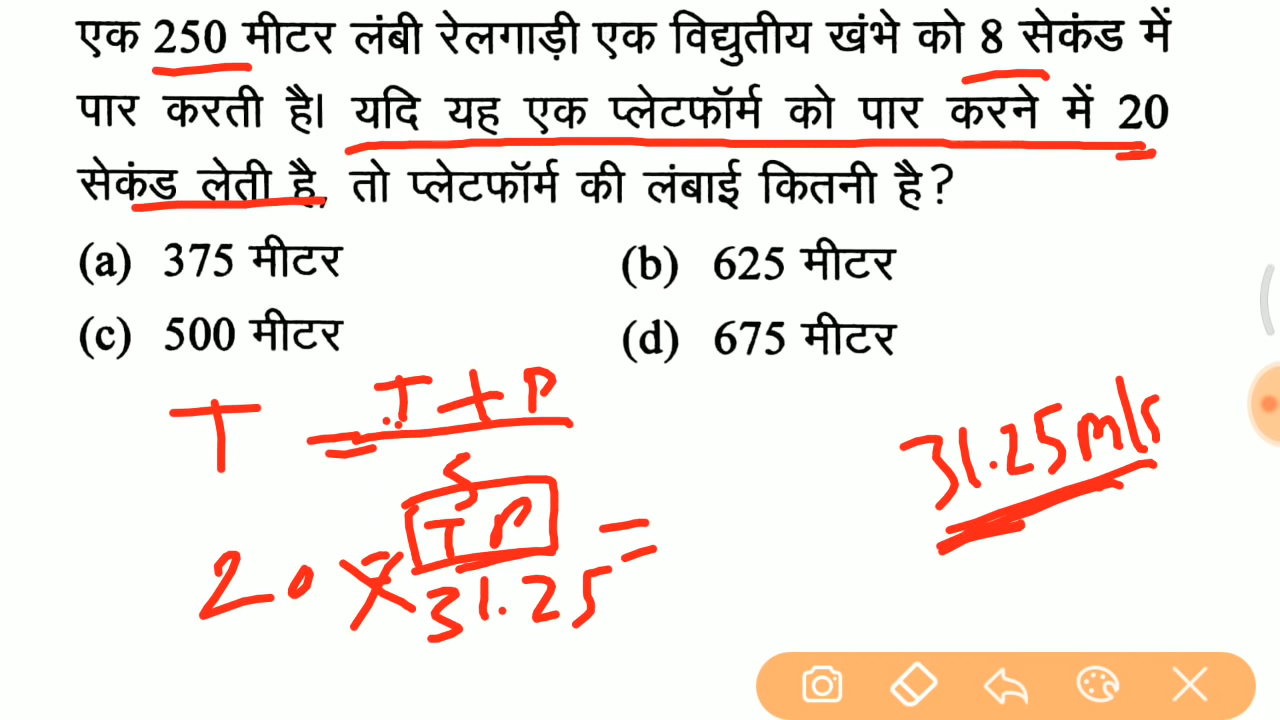 एक 250 मीटर लंबी रेलगाड़ी एक विद्युतीय खंभे को 8 सेकंड में
पार करती है। यदि यह एक प्लेटफॉर्म को पार करने में 20
सेकंड लेती है, तो प्लेटफॉर्म की लंबाई कितनी है?
(a) 375 मीटर (b) 625 मीटर
(c) 500 मीटर (d) 675 मीटर
T = T + P
S
31.25 m/s
T P
20 × 31.25 =